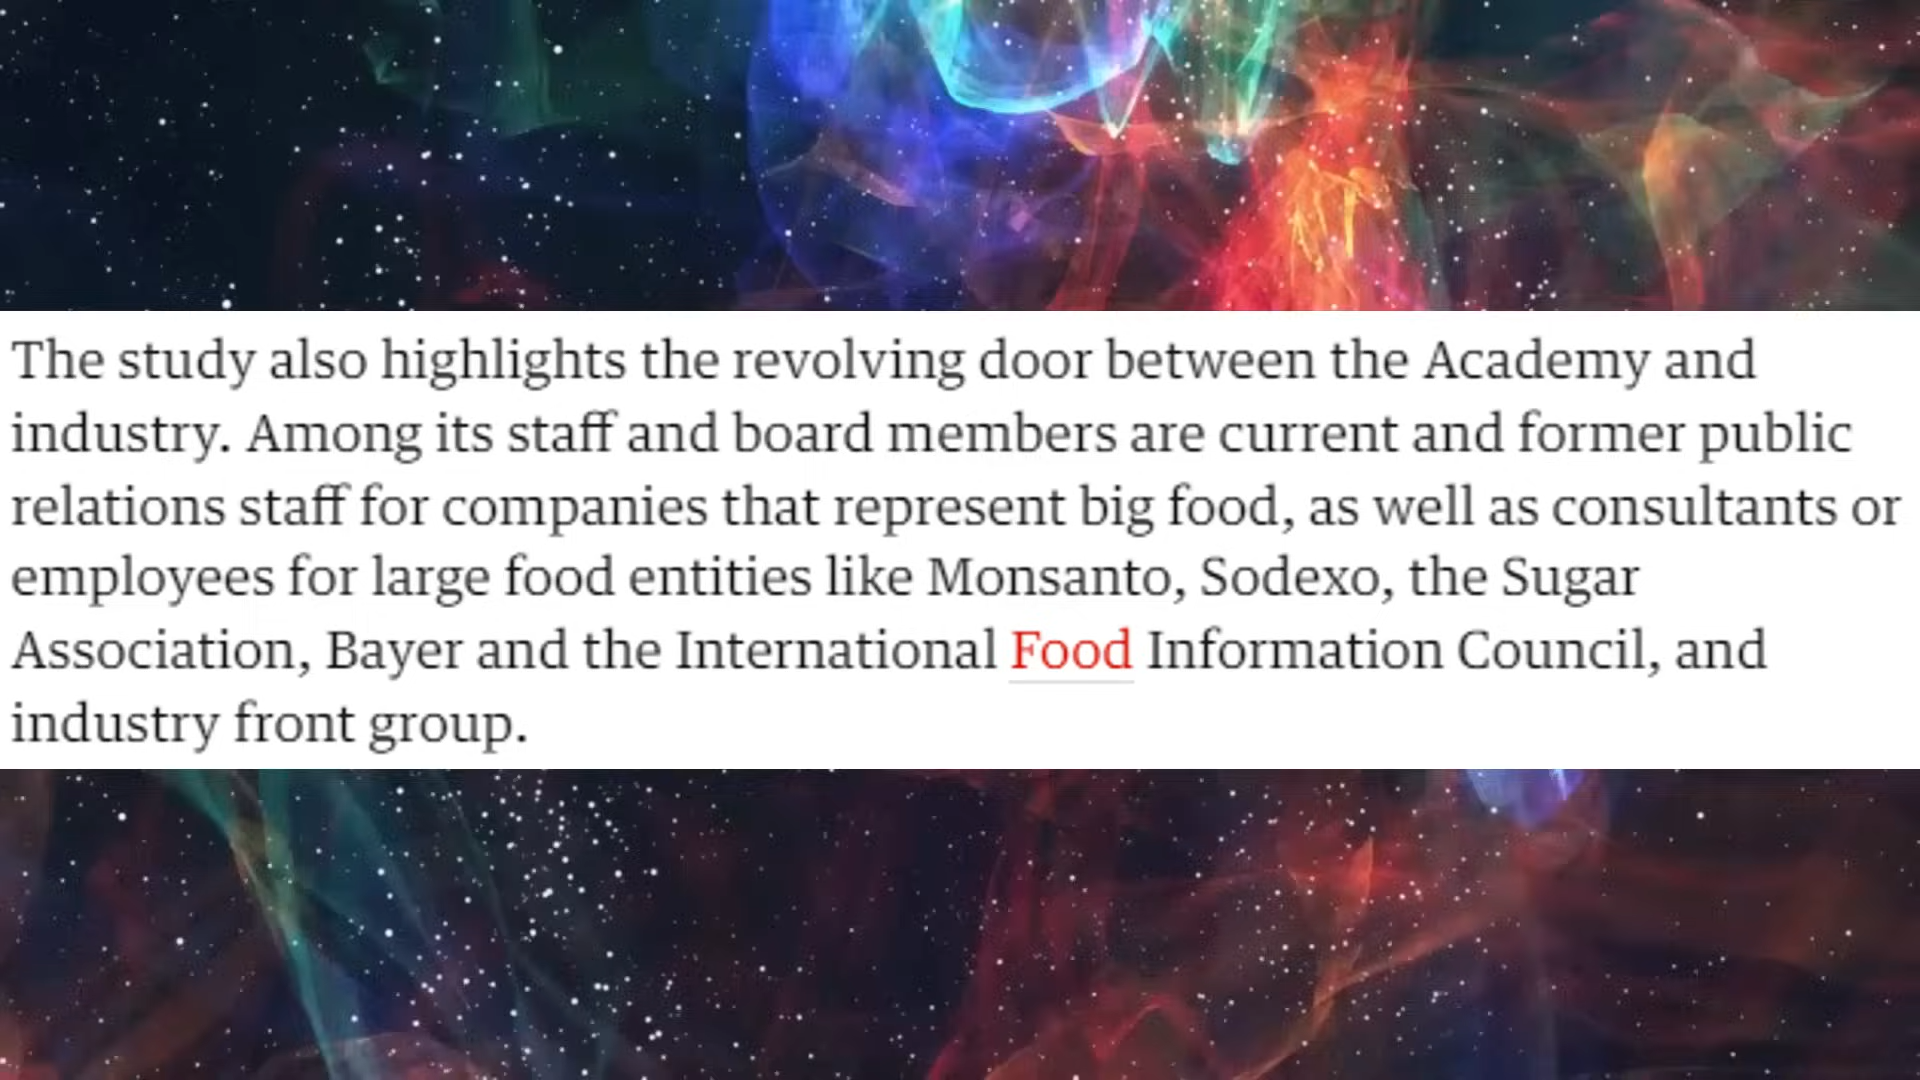 The study also highlights the revolving door between the Academy and
industry. Among its staff and board members are current and former public
relations staff for companies that represent big food, as well as consultants or
employees for large food entities like Monsanto, Sodexo, the Sugar
Association, Bayer and the International Food Information Council, and
industry front group.